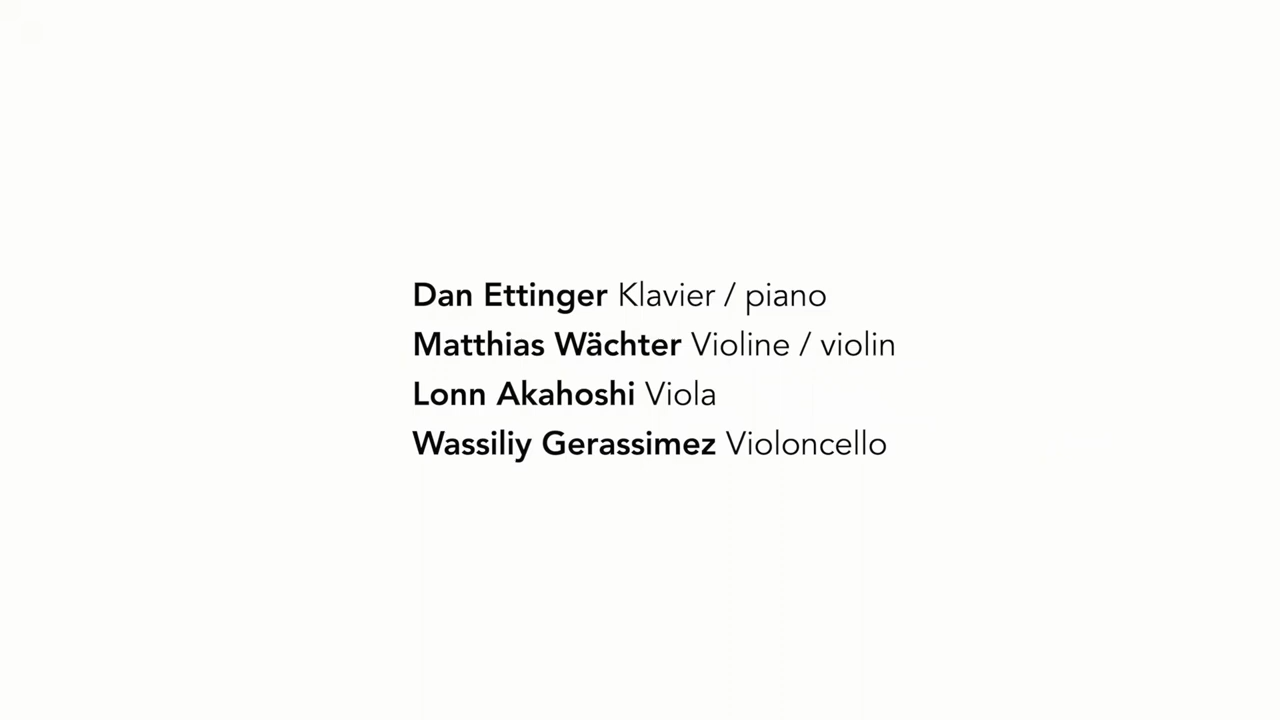 Dan Ettinger Klavier / piano
Matthias Wächter Violine / violin
Lonn Akahoshi Viola
Wassiliy Gerassimez Violoncello